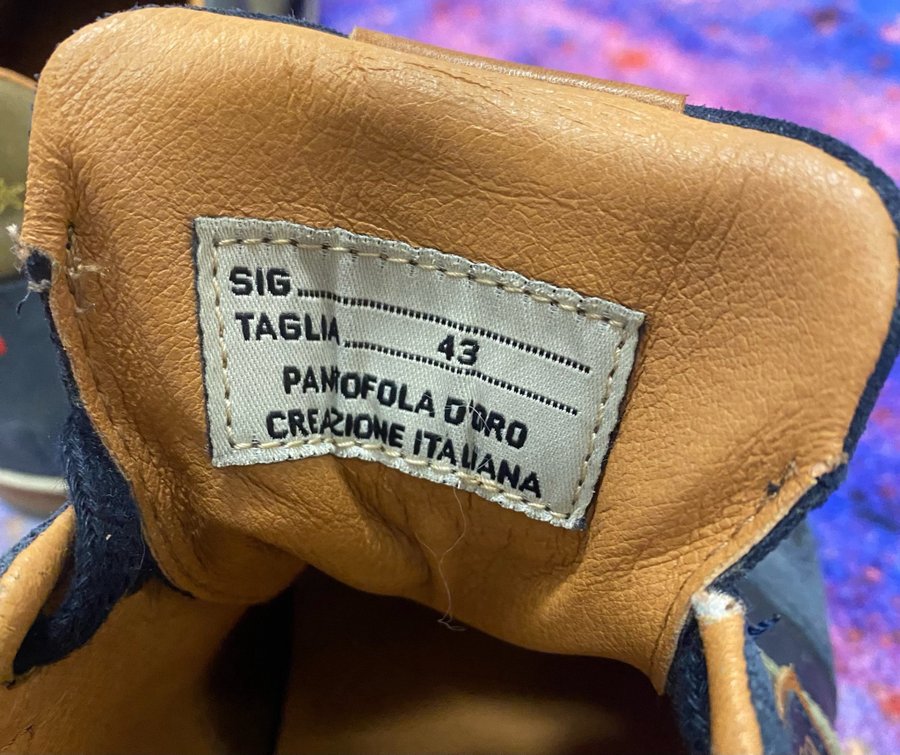 SIG
TAGLIA 43
PANTOFOLA D'ORO
CREAZIONE ITALIANA